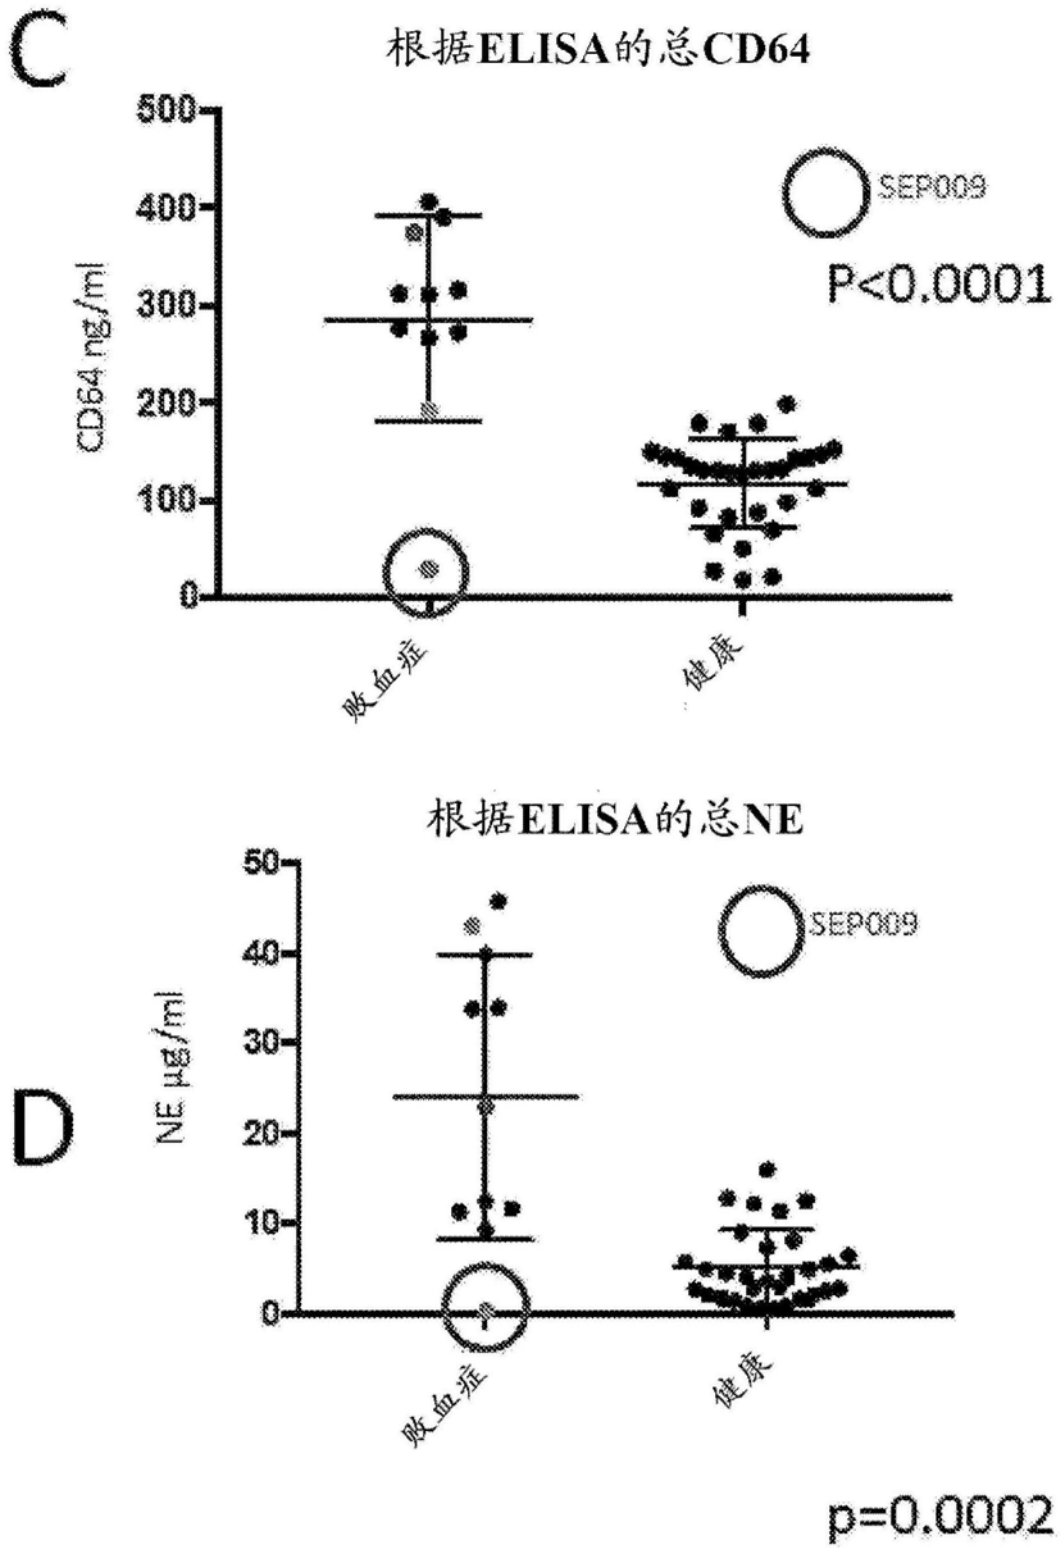 C
根据ELISA的总CD64
500
400
300
200
100
0
CD64 ng/ml
SEP009
P<0.0001
败血症
健康
根据ELISA的总NE
D
50
40
30
20
10
0
NE µg/ml
SEP009
败血症
健康
p=0.0002